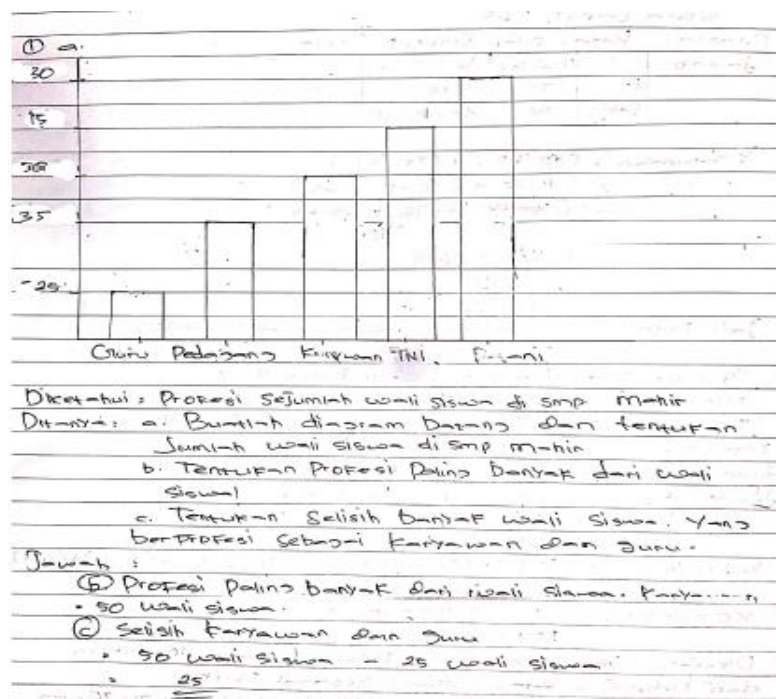 ① a.
30
15
50
35
25
Guru Pedagang Karyawan TNI. Petani
Diketahui : Profesi sejumlah wali siswa di smp mahir
Ditanya : a. Buatlah diagram batang dan tentukan
Jumlah wali siswa di smp mahir
b. Tentukan Profesi Paling banyak dari wali
siswa!
c. Tentukan Selisih banyak wali siswa. Yang
berprofesi sebagai karyawan dan guru.
Jawab :
ⓑ Profesi Paling banyak dari wali siswa.
• 50 wali siswa.
ⓒ Selisih karyawan dan guru
• 50 wali siswa - 25 wali siswa
• 25